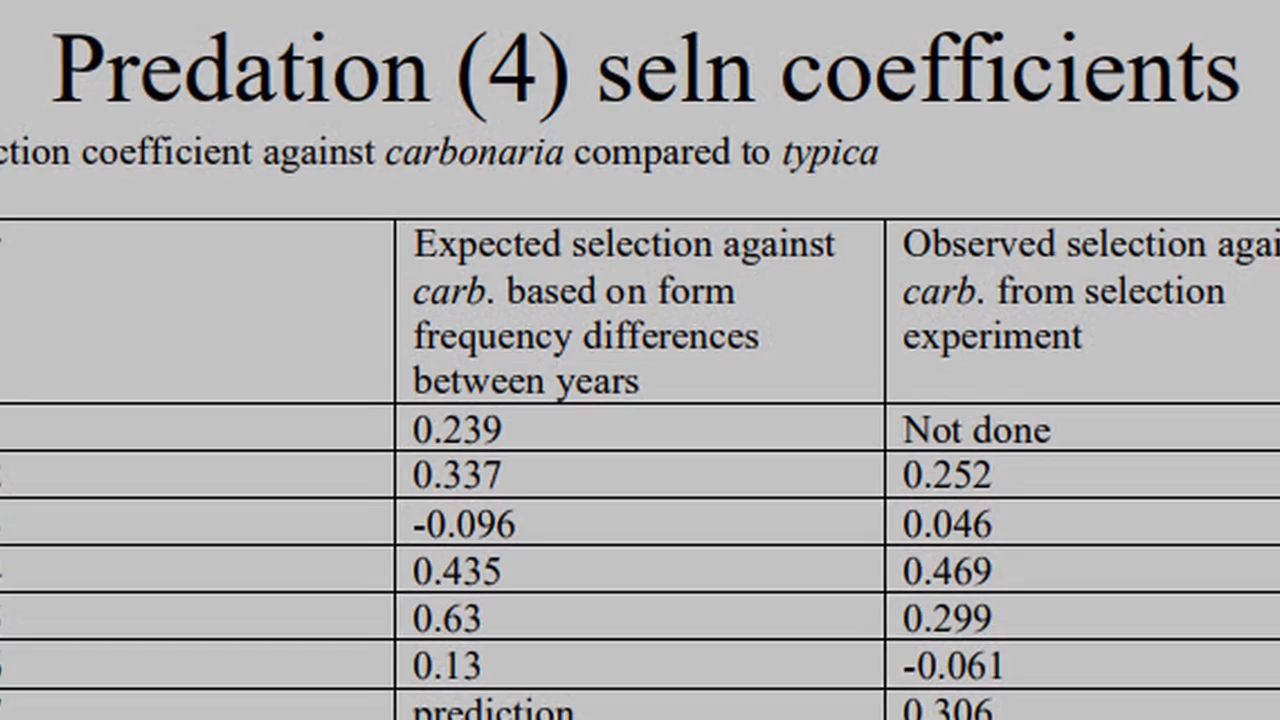 Predation (4) seln coefficients
coefficient against carbonaria compared to typica
Expected selection against
carb. based on form
frequency differences
between years
Observed selection
carb. from selection
experiment
0.239 Not done
0.337 0.252
-0.096 0.046
0.435 0.469
0.63 0.299
0.13 -0.061
prediction 0.306